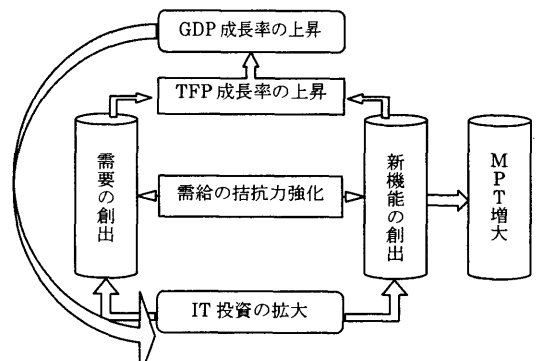 GDP成長率の上昇
TFP成長率の上昇
需要の創出
需給の拮抗力強化
新機能の創出
MPT増大
IT投資の拡大